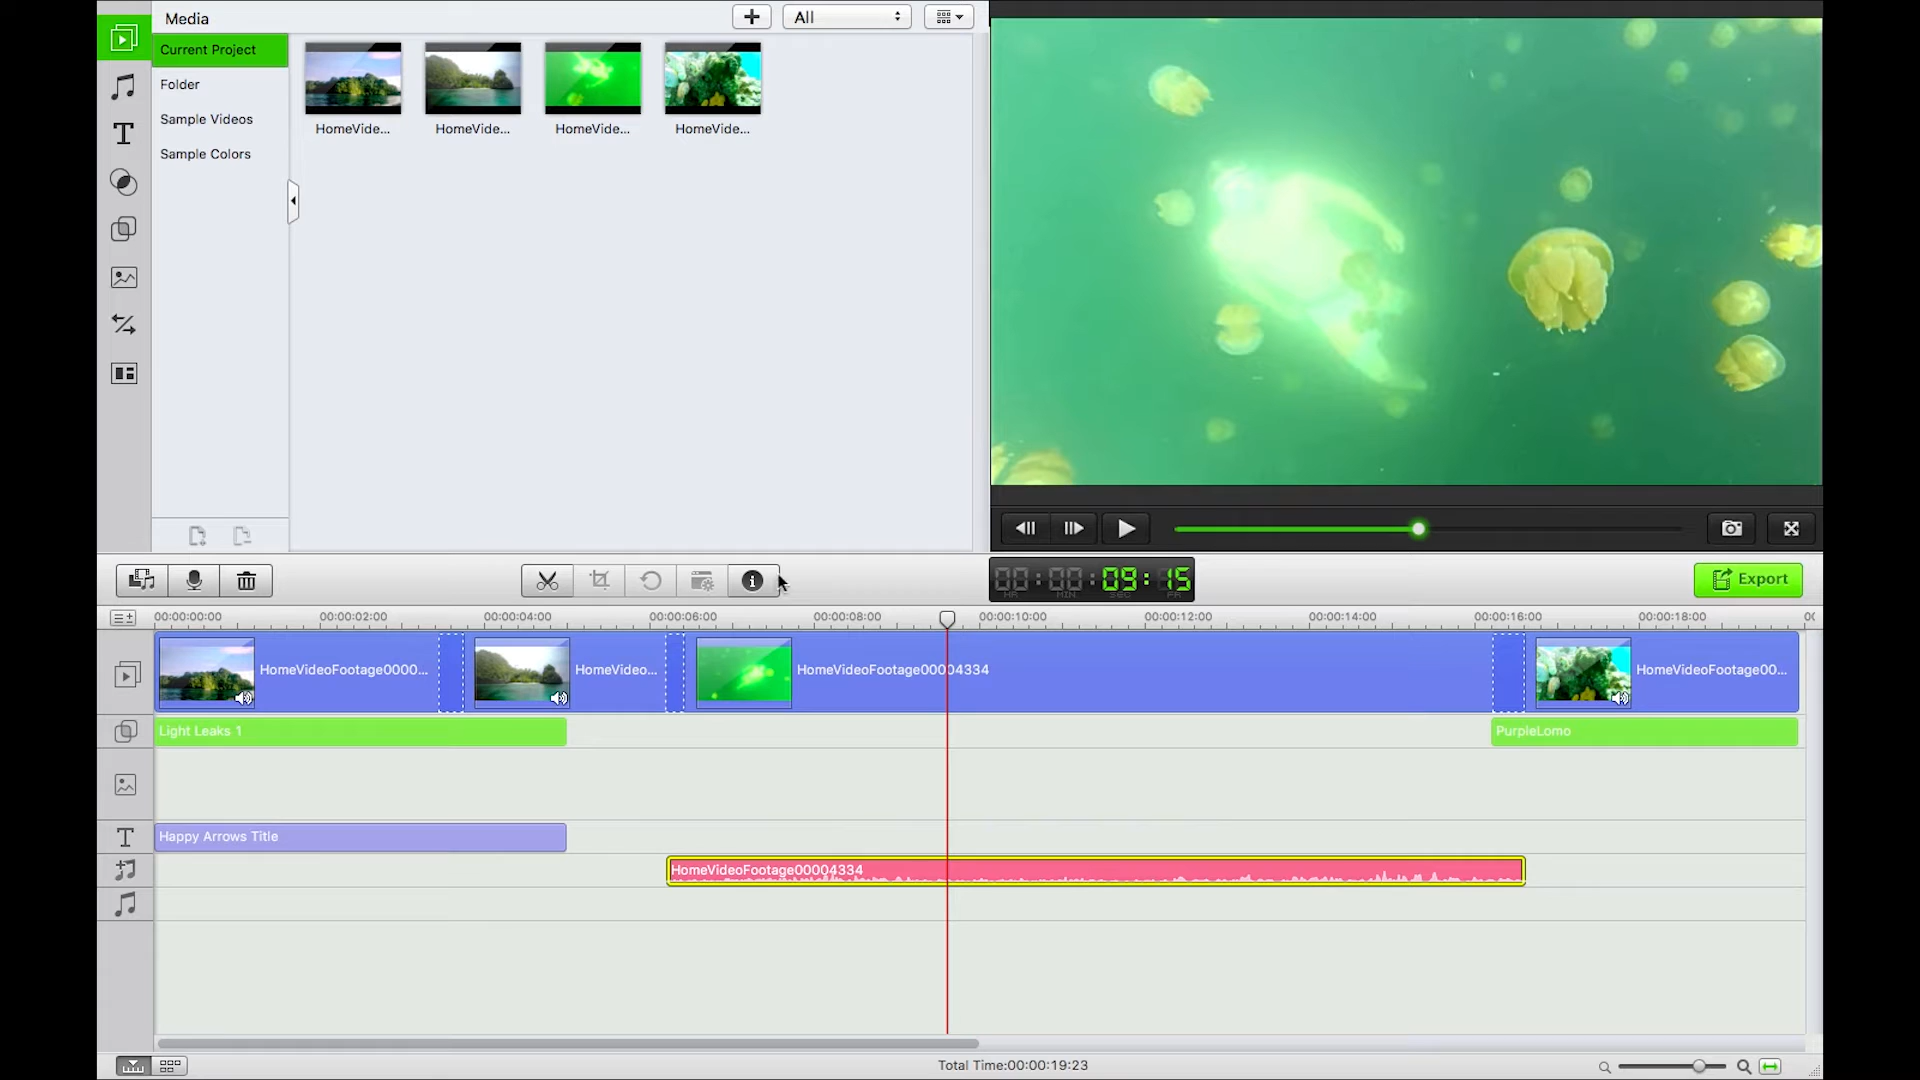 Media
All
Current Project
Folder
Sample Videos
Sample Colors
HomeVide...
HomeVide...
HomeVide...
HomeVide...
00:00:09:15
HR MIN SEC FR
Export
00:00:00:00
00:00:02:00
00:00:04:00
00:00:06:00
00:00:08:00
00:00:10:00
00:00:12:00
00:00:14:00
00:00:16:00
00:00:18:00
HomeVideoFootage0000...
HomeVideo...
HomeVideoFootage00004334
HomeVideoFootage00...
Light Leaks 1
PurpleLomo
Happy Arrows Title
HomeVideoFootage00004334
Total Time:00:00:19:23